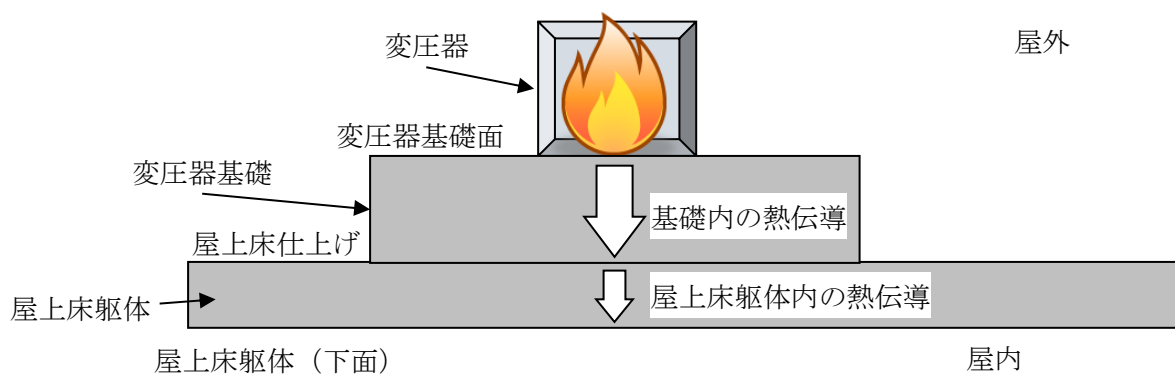 変圧器
屋外
変圧器基礎面
変圧器基礎
基礎内の熱伝導
屋上床仕上げ
屋上床躯体
屋上床躯体内の熱伝導
屋上床躯体（下面）
屋内